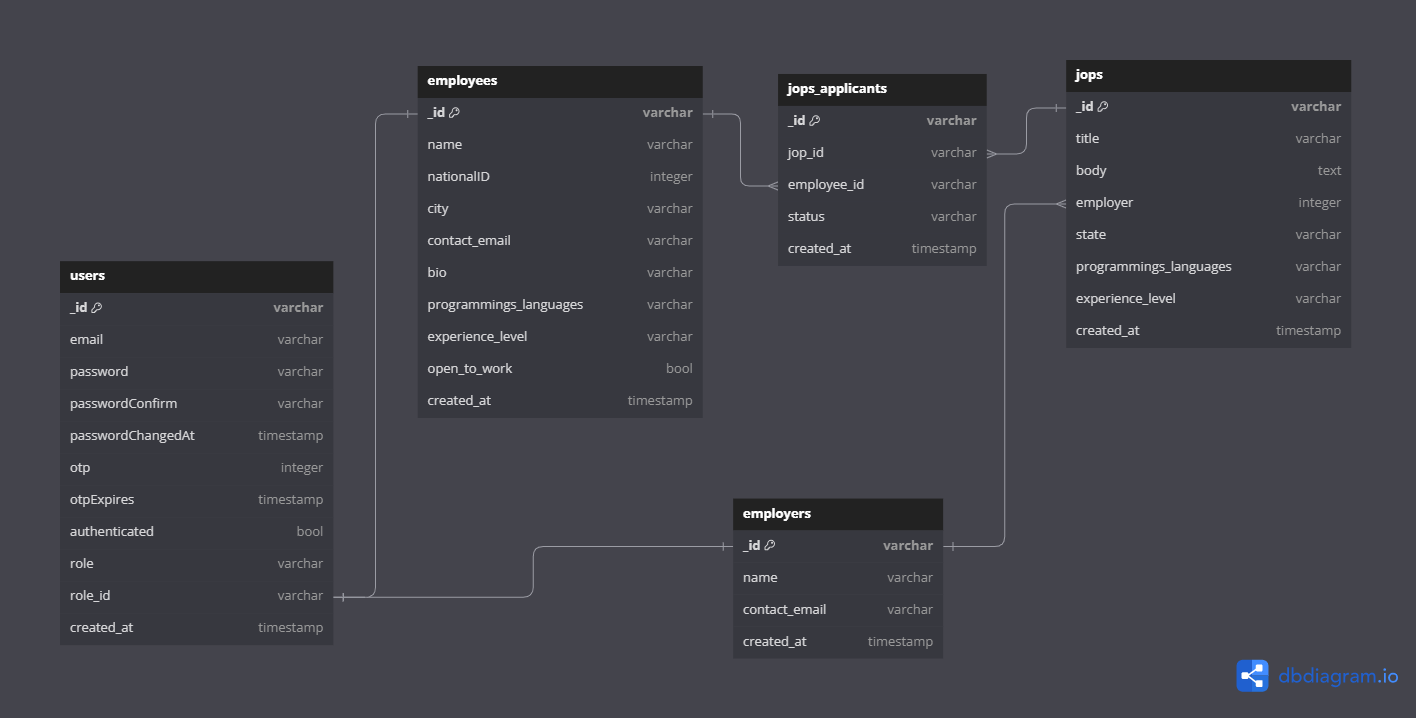 users
_id varchar
email varchar
password varchar
passwordConfirm varchar
passwordChangedAt timestamp
otp integer
otpExpires timestamp
authenticated bool
role varchar
role_id varchar
created_at timestamp
employees
_id varchar
name varchar
nationalID integer
city varchar
contact_email varchar
bio varchar
programmings_languages varchar
experience_level varchar
open_to_work bool
created_at timestamp
jops_applicants
_id varchar
jop_id varchar
employee_id varchar
status varchar
created_at timestamp
jops
_id varchar
title varchar
body text
employer integer
state varchar
programmings_languages varchar
experience_level varchar
created_at timestamp
employers
_id varchar
name varchar
contact_email varchar
created_at timestamp
dbdiagram.io